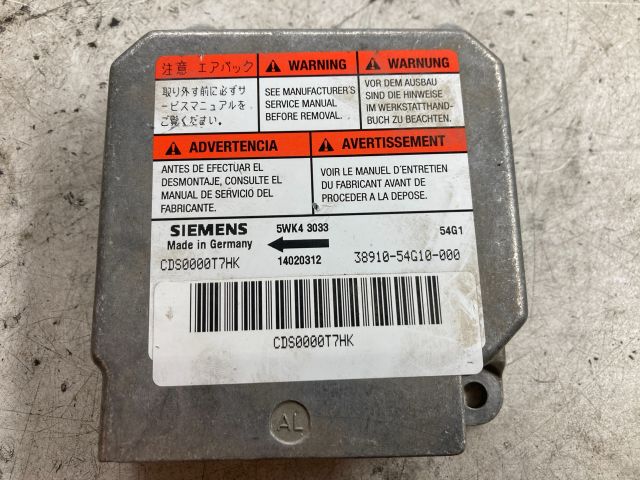 注意 エアバック
取り外す前に必ずサ
ービスマニュアルを
ご覧ください。
WARNING
SEE MANUFACTURER'S
SERVICE MANUAL
BEFORE REMOVAL.
WARNUNG
VOR DEM AUSBAU
SIND DIE HINWEISE
IM WERKSTATTHAND-
BUCH ZU BEACHTEN.
ADVERTENCIA
ANTES DE EFECTUAR EL
DESMONTAJE, CONSULTE EL
MANUAL DE SERVICIO DEL
FABRICANTE.
AVERTISSEMENT
VOIR LE MANUEL D'ENTRETIEN
DU FABRICANT AVANT DE
PROCEDER A LA DEPOSE.
SIEMENS 5WK4 3033 54G1
Made in Germany
CDS0000T7HK 14020312 38910-54G10-000
CDS0000T7HK
AL